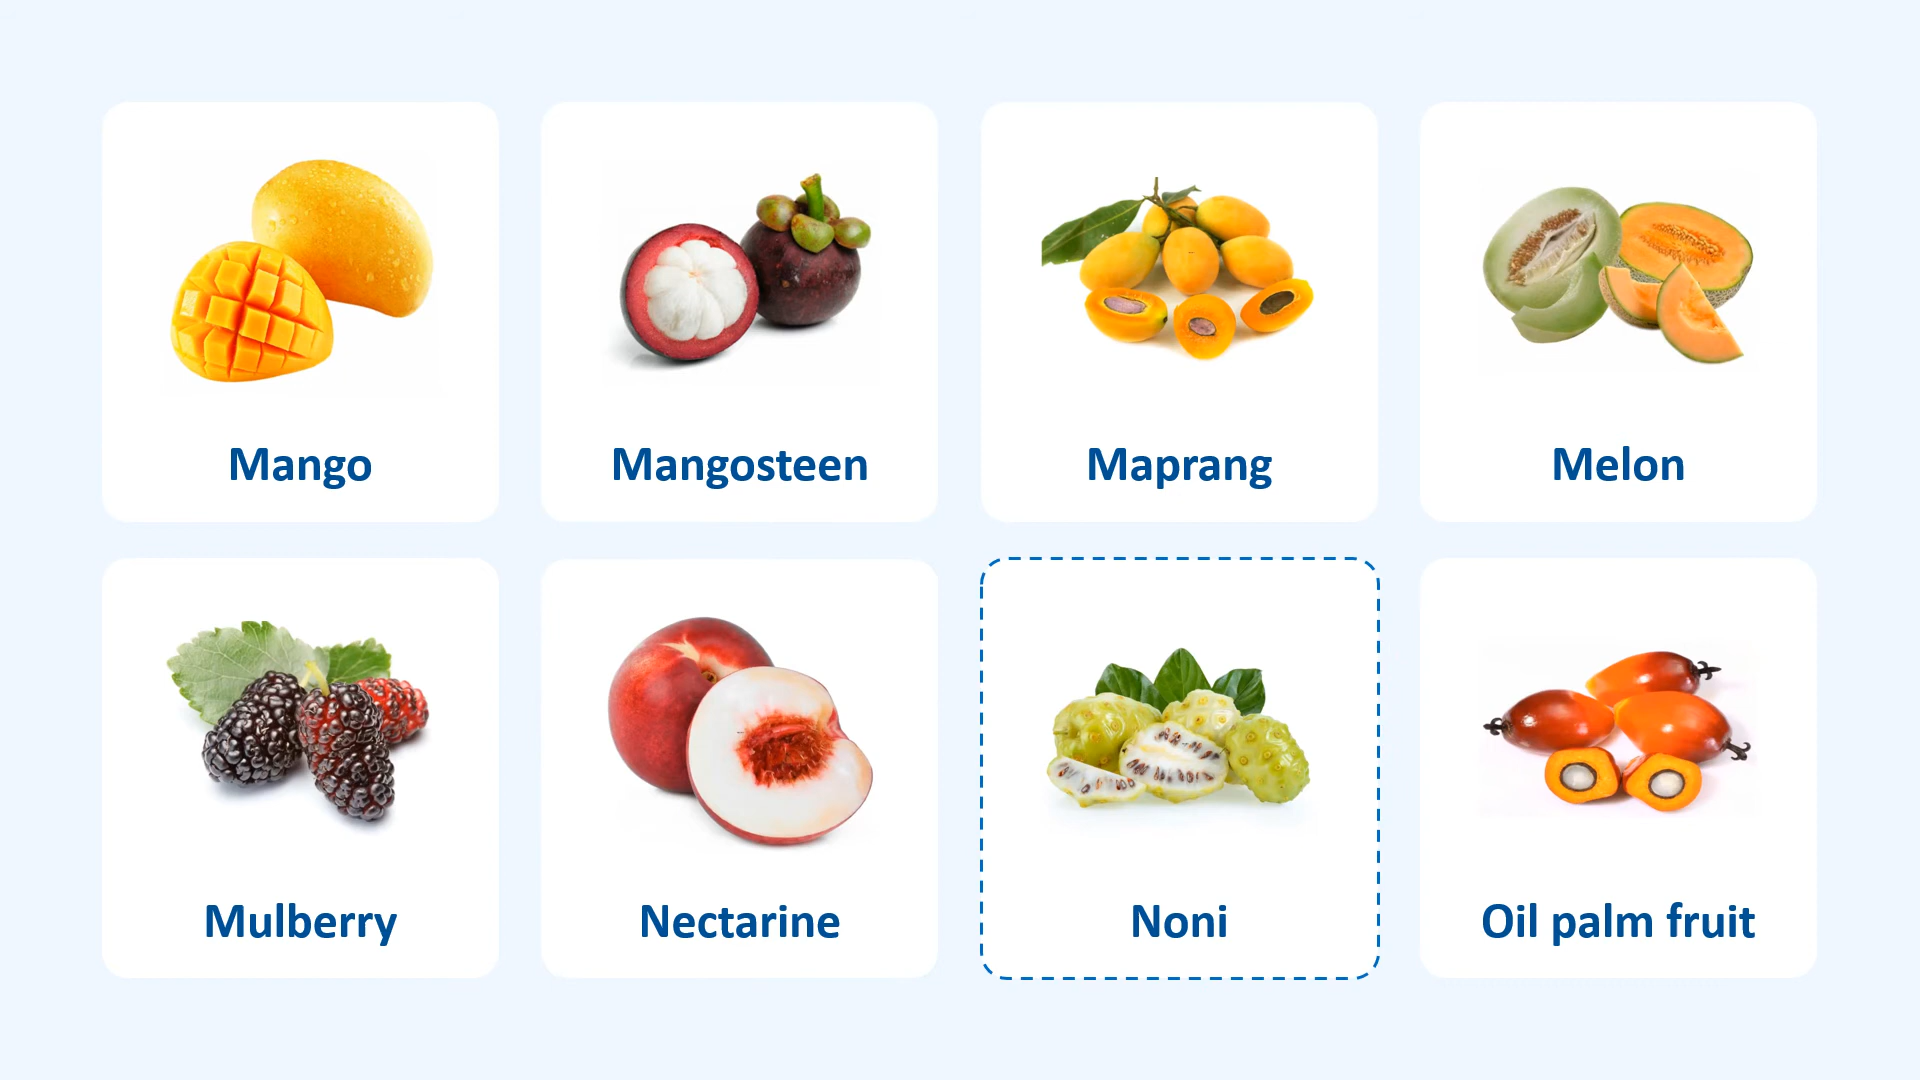 Mango
Mangosteen
Maprang
Melon
Mulberry
Nectarine
Noni
Oil palm fruit